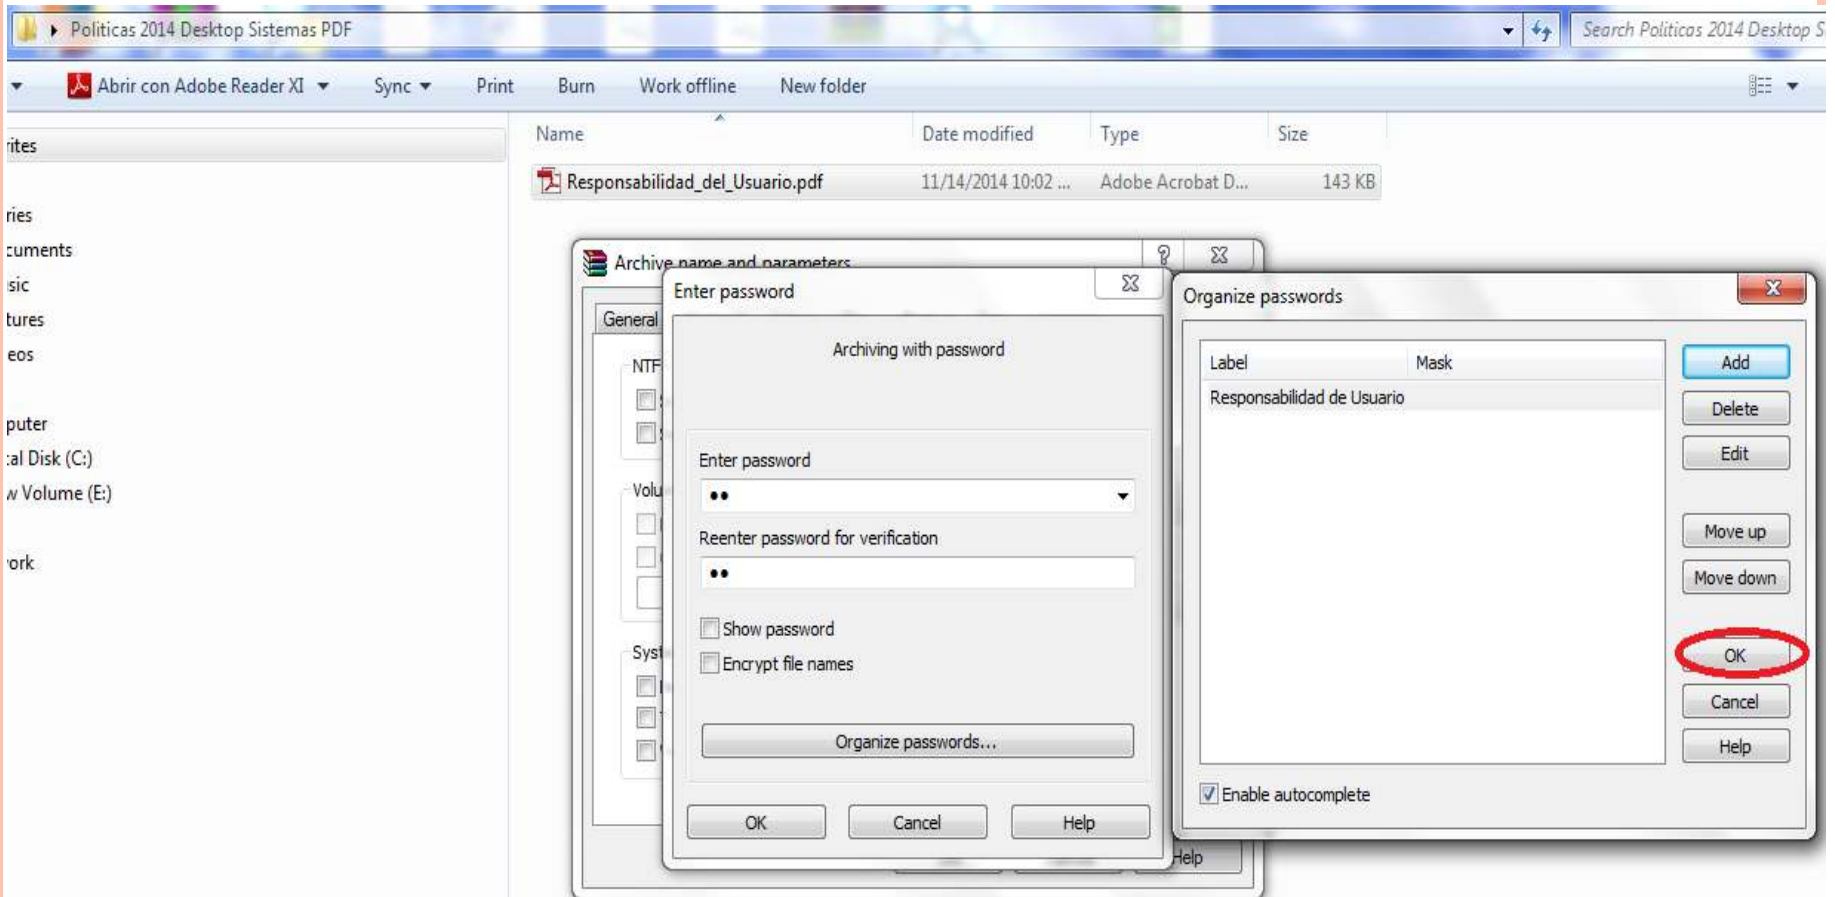 Politicas 2014 Desktop Sistemas PDF
Search Politicas 2014 Desktop S
Abrir con Adobe Reader XI Sync Print Burn Work offline New folder
Name Date modified Type Size
rites
Responsabilidad_del_Usuario.pdf 11/14/2014 10:02 ... Adobe Acrobat D... 143 KB
ries
cuments
sic
tures
eos
puter
cal Disk (C:)
w Volume (E:)
ork
Archive name and parameters
General
NTF
Volu
Syst
Help
Enter password
Archiving with password
Enter password
••
Reenter password for verification
••
Show password
Encrypt file names
Organize passwords...
OK Cancel Help
Organize passwords
Label Mask
Responsabilidad de Usuario
Add
Delete
Edit
Move up
Move down
OK
Cancel
Help
Enable autocomplete